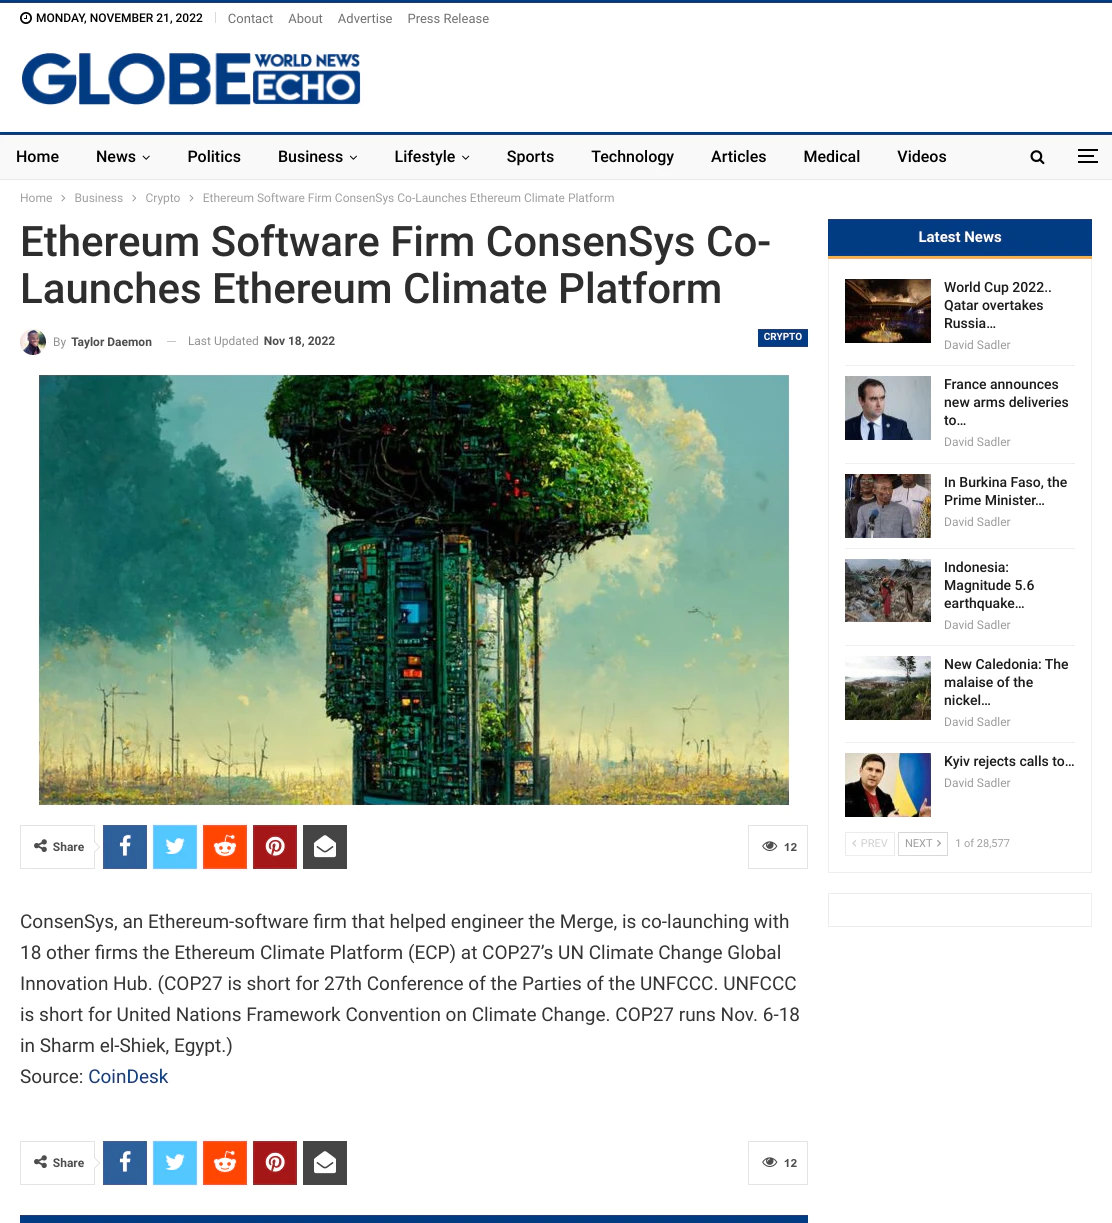 MONDAY, NOVEMBER 21, 2022 Contact About Advertise Press Release
GLOBE WORLD NEWS ECHO
Home News Politics Business Lifestyle Sports Technology Articles Medical Videos
Home > Business > Crypto > Ethereum Software Firm ConsenSys Co-Launches Ethereum Climate Platform
Ethereum Software Firm ConsenSys Co-
Launches Ethereum Climate Platform
By Taylor Daemon — Last Updated Nov 18, 2022
CRYPTO
Share
12
ConsenSys, an Ethereum-software firm that helped engineer the Merge, is co-launching with
18 other firms the Ethereum Climate Platform (ECP) at COP27’s UN Climate Change Global
Innovation Hub. (COP27 is short for 27th Conference of the Parties of the UNFCCC. UNFCCC
is short for United Nations Framework Convention on Climate Change. COP27 runs Nov. 6-18
in Sharm el-Shiek, Egypt.)
Source: CoinDesk
Share
12
Latest News
World Cup 2022..
Qatar overtakes
Russia…
David Sadler
France announces
new arms deliveries
to…
David Sadler
In Burkina Faso, the
Prime Minister…
David Sadler
Indonesia:
Magnitude 5.6
earthquake…
David Sadler
New Caledonia: The
malaise of the
nickel…
David Sadler
Kyiv rejects calls to…
David Sadler
PREV NEXT 1 of 28,577